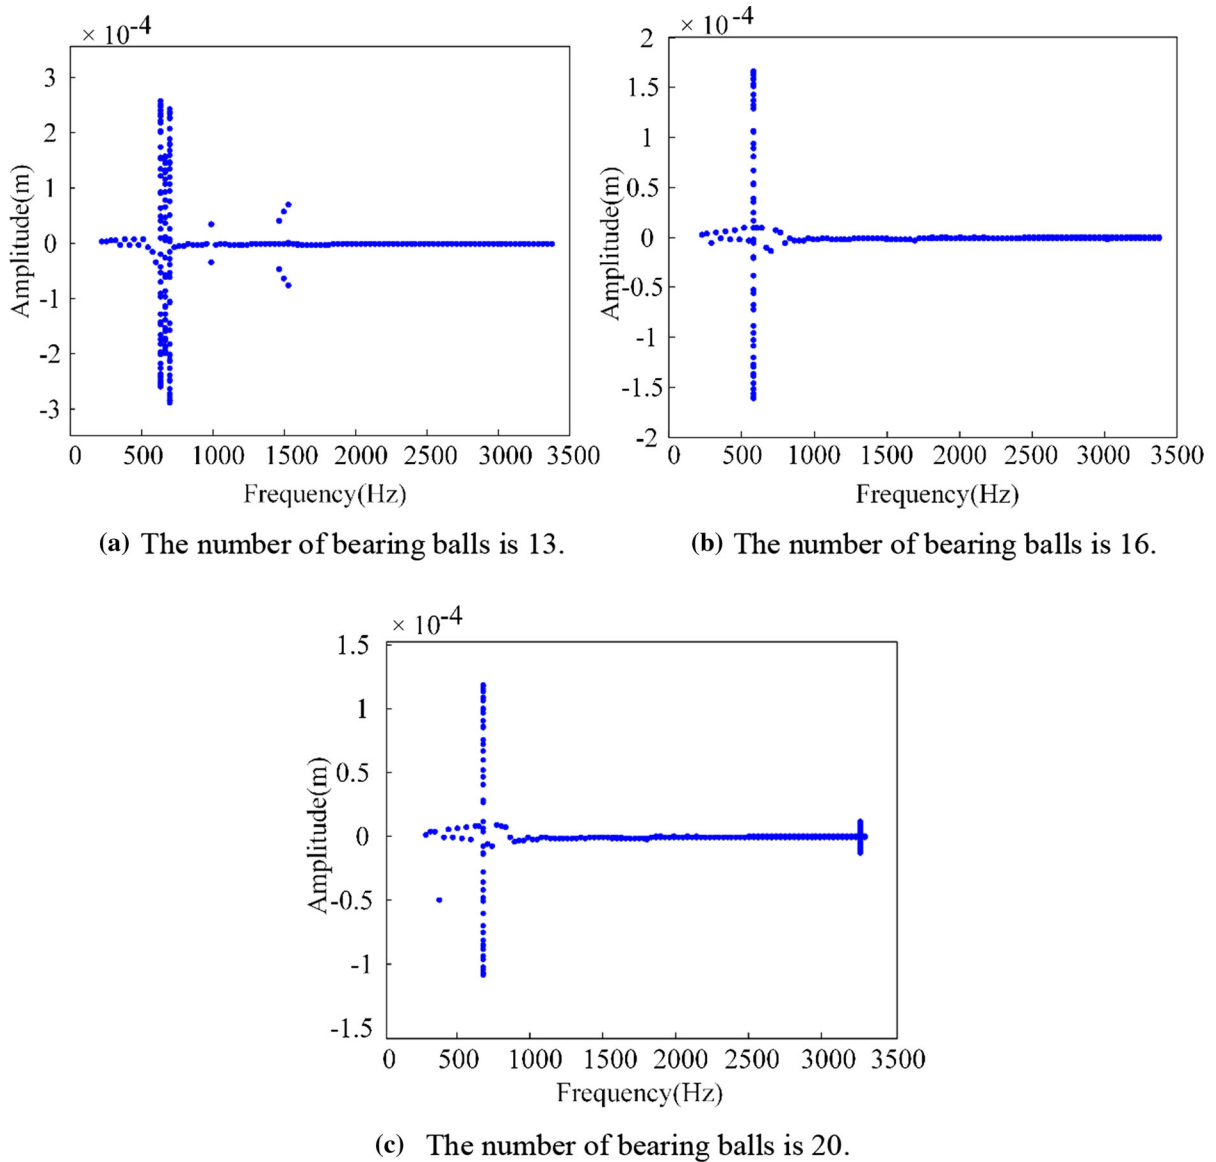 × 10-4
3
2
1
0
-1
-2
-3
Amplitude(m)
0 500 1000 1500 2000 2500 3000 3500
Frequency(Hz)
(a) The number of bearing balls is 13.
× 10-4
2
1.5
1
0.5
0
-0.5
-1
-1.5
-2
Amplitude(m)
0 500 1000 1500 2000 2500 3000 3500
Frequency(Hz)
(b) The number of bearing balls is 16.
× 10-4
1.5
1
0.5
0
-0.5
-1
-1.5
Amplitude(m)
0 500 1000 1500 2000 2500 3000 3500
Frequency(Hz)
(c) The number of bearing balls is 20.